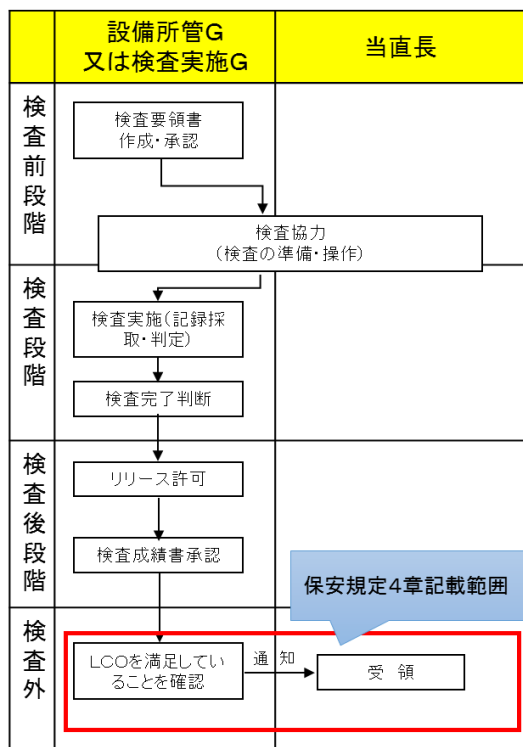 設備所管G
又は検査実施G
当直長
検査前段階
検査要領書
作成・承認
検査協力
(検査の準備・操作)
検査段階
検査実施(記録採
取・判定)
検査完了判断
検査後段階
リリース許可
検査成績書承認
保安規定4章記載範囲
検査外
LCOを満足してい
ることを確認
通 知
受 領